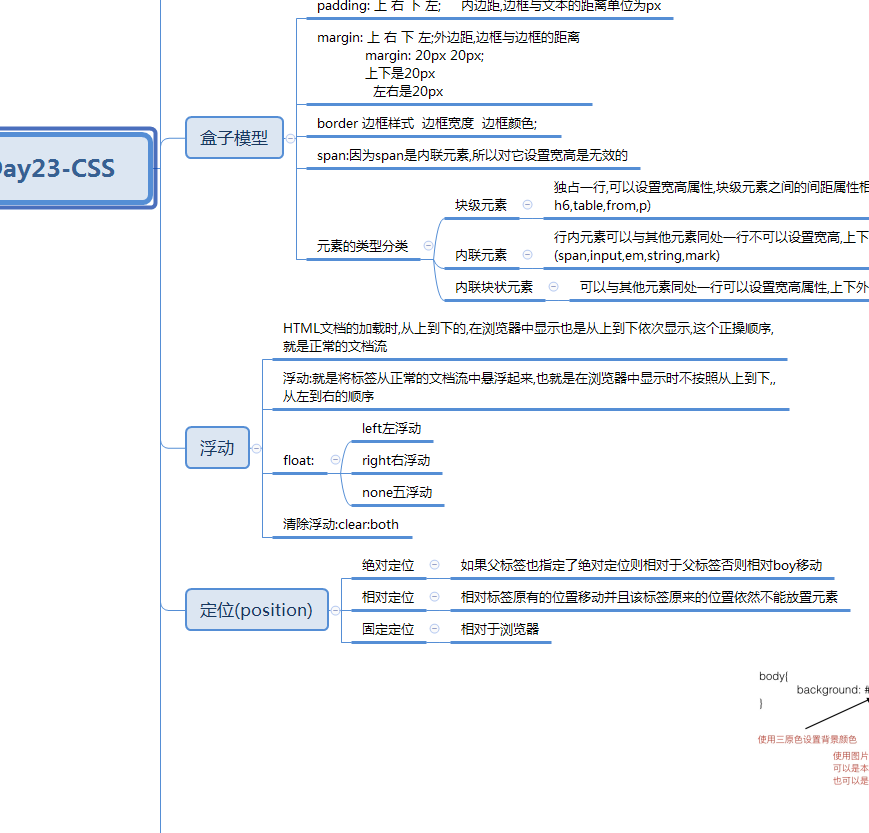 padding: 上 右 下 左; 内边距,边框与文本的距离单位为px
margin: 上 右 下 左;外边距,边框与边框的距离
margin: 20px 20px;
上下是20px
左右是20px
border 边框样式 边框宽度 边框颜色;
盒子模型
span:因为span是内联元素,所以对它设置宽高是无效的
Day23-CSS
元素的类型分类
块级元素
独占一行,可以设置宽高属性,块级元素之间的间距属性相
h6,table,from,p)
内联元素
行内元素可以与其他元素同处一行不可以设置宽高,上下
(span,input,em,string,mark)
内联块状元素
可以与其他元素同处一行可以设置宽高属性,上下外
HTML文档的加载时,从上到下的,在浏览器中显示也是从上到下依次显示,这个正操顺序,
就是正常的文档流
浮动:就是将标签从正常的文档流中悬浮起来,也就是在浏览器中显示时不按照从上到下,,
从左到右的顺序
浮动
float:
left左浮动
right右浮动
none五浮动
清除浮动:clear:both
定位(position)
绝对定位
如果父标签也指定了绝对定位则相对于父标签否则相对boy移动
相对定位
相对标签原有的位置移动并且该标签原来的位置依然不能放置元素
固定定位
相对于浏览器
body{
background: #
}
使用三原色设置背景颜色
使用图片
可以是本
也可以是